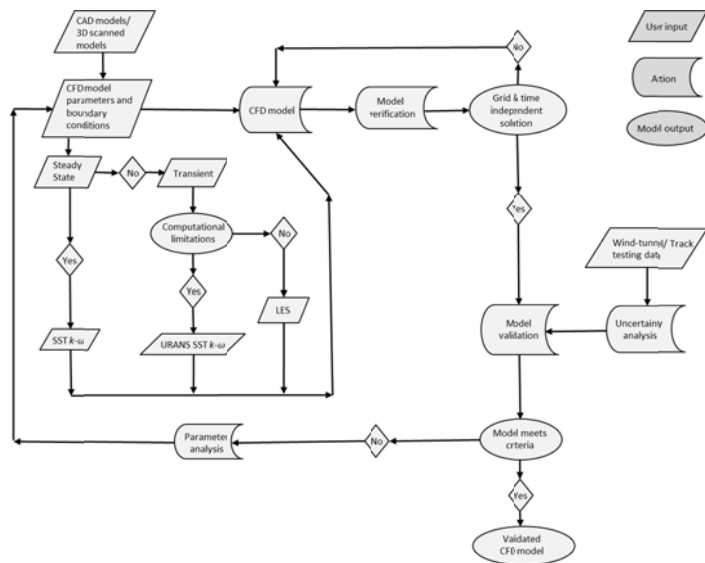 CAD models/
3D scanned
models
CFD model
parameters and
boundary
conditions
CFD model
Model
verification
Grid & time
independent
solution
No
User input
Action
Model output
Steady
State
No
Transient
Computational
limitations
No
Yes
Yes
Yes
LES
SST k-ω
URANS SST k-ω
Wind-tunnel/ Track
testing data
Model
validation
Uncertainty
analysis
Parameter
analysis
No
Model meets
criteria
Yes
Validated
CFD model